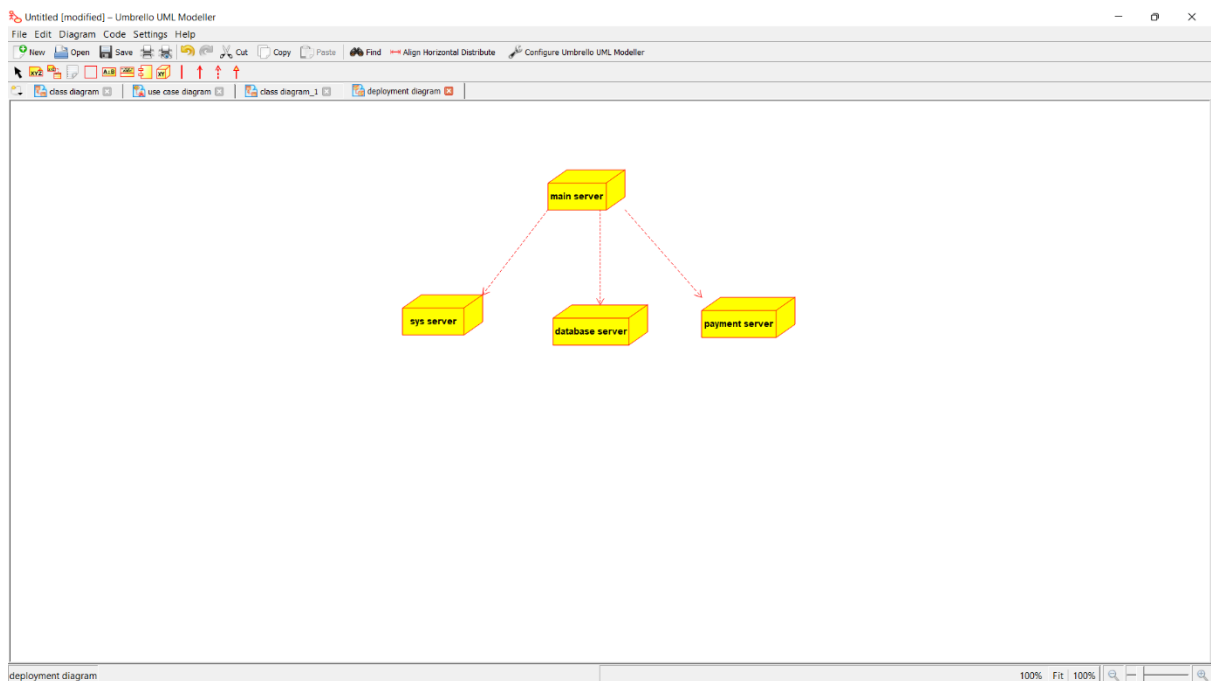 Untitled [modified] – Umbrello UML Modeller
File Edit Diagram Code Settings Help
New Open Save Cut Copy Paste Find Align Horizontal Distribute Configure Umbrello UML Modeller
XYZ A:B XY
class diagram use case diagram class diagram_1 deployment diagram
main server
sys server
database server
payment server
deployment diagram 100% Fit 100%